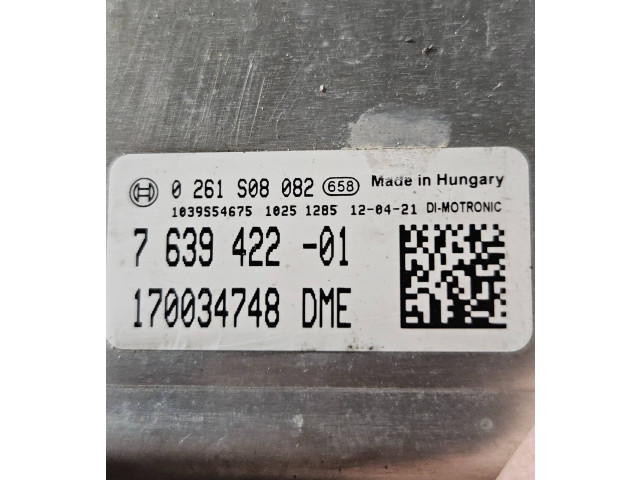 0 261 S08 082 658 Made in Hungary
1039S54675 1025 1285 12-04-21 DI-MOTRONIC
7 639 422 -01
170034748 DME